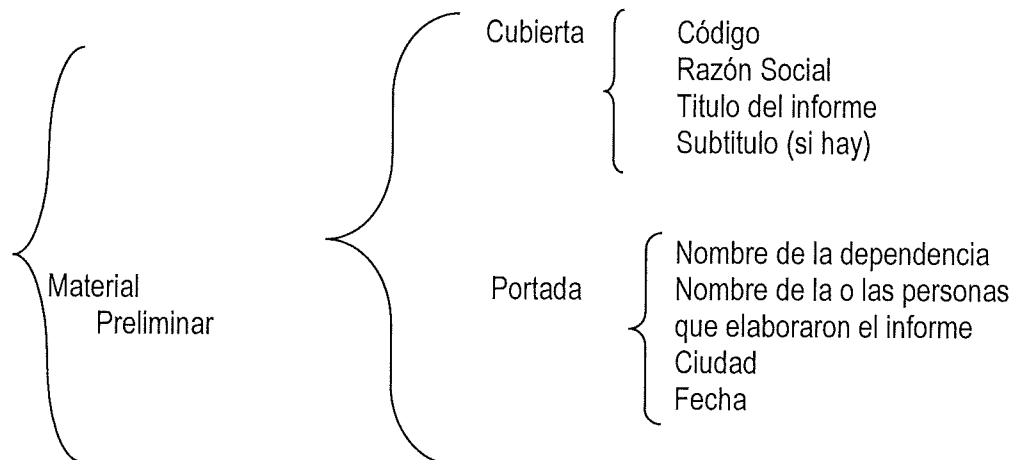 Cubierta
Código
Razón Social
Titulo del informe
Subtitulo (si hay)
Material
Preliminar
Portada
Nombre de la dependencia
Nombre de la o las personas
que elaboraron el informe
Ciudad
Fecha